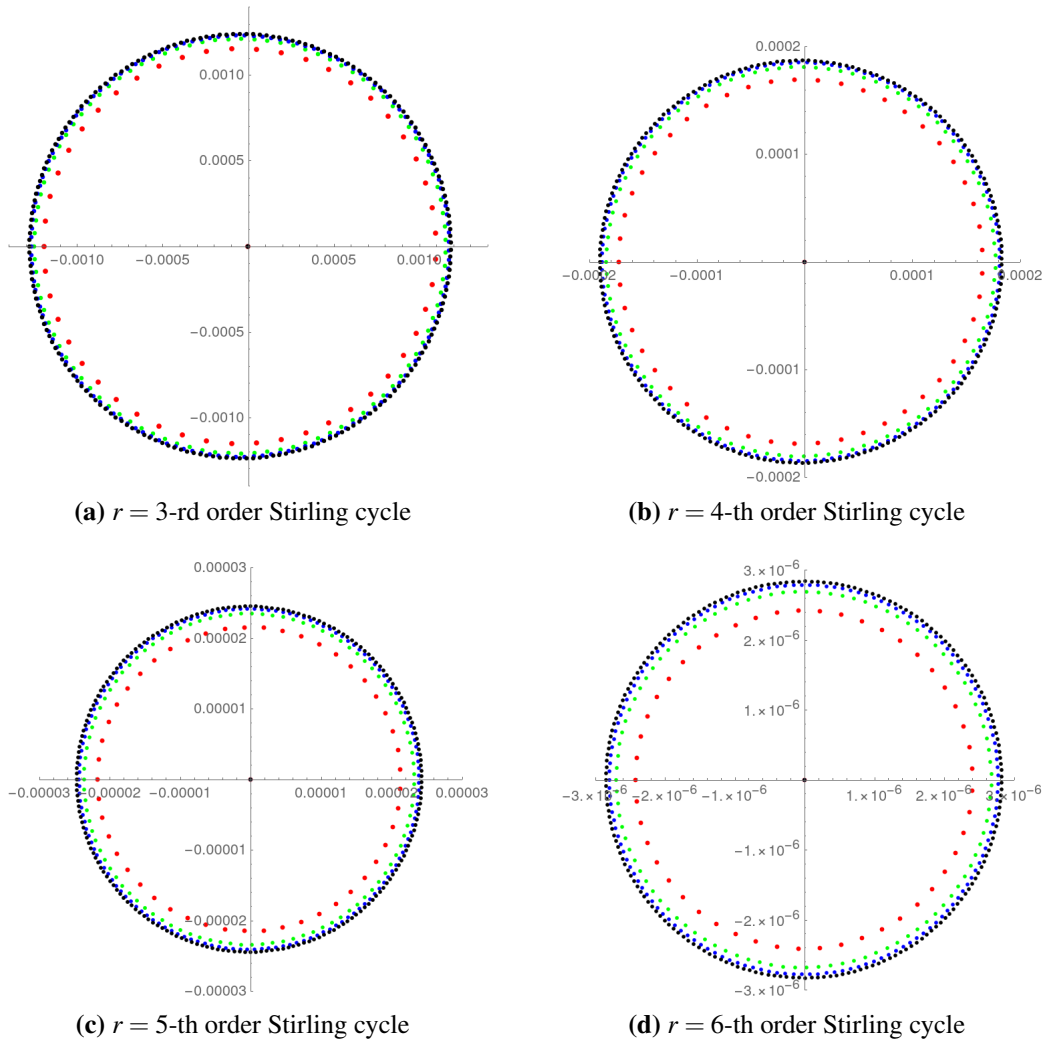 0.0010
0.0005
-0.0010 -0.0005 0.0005 0.0010
-0.0005
-0.0010
(a) r = 3-rd order Stirling cycle
0.0002
0.0001
-0.0002 -0.0001 0.0001 0.0002
-0.0001
-0.0002
(b) r = 4-th order Stirling cycle
0.00003
0.00002
0.00001
-0.00003 -0.00002 -0.00001 0.00001 0.00002 0.00003
-0.00001
-0.00002
-0.00003
(c) r = 5-th order Stirling cycle
3.×10⁻⁶
2.×10⁻⁶
1.×10⁻⁶
-3.×10⁻⁶ -2.×10⁻⁶ -1.×10⁻⁶ 1.×10⁻⁶ 2.×10⁻⁶ 3.×10⁻⁶
-1.×10⁻⁶
-2.×10⁻⁶
-3.×10⁻⁶
(d) r = 6-th order Stirling cycle